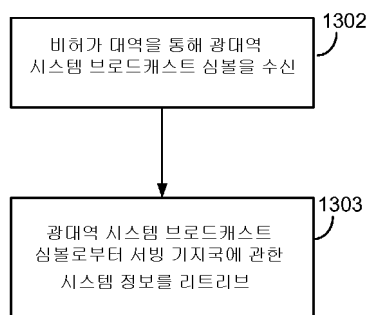 1302
비허가 대역을 통해 광대역
시스템 브로드캐스트 심볼을 수신
1303
광대역 시스템 브로드캐스트
심볼로부터 서빙 기지국에 관한
시스템 정보를 리트리브